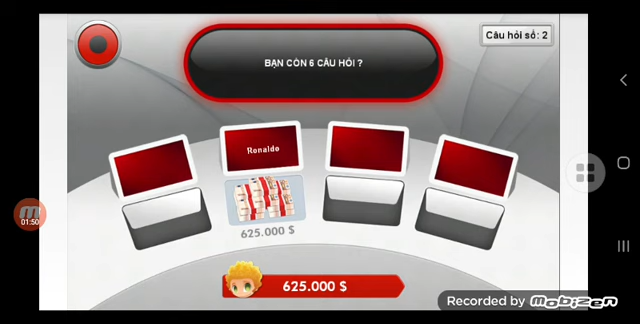 BẠN CÒN 6 CÂU HỎI ?
Câu hỏi số: 2
Ronaldo
625.000 $
625.000 $
01:50
Recorded by Mobizen